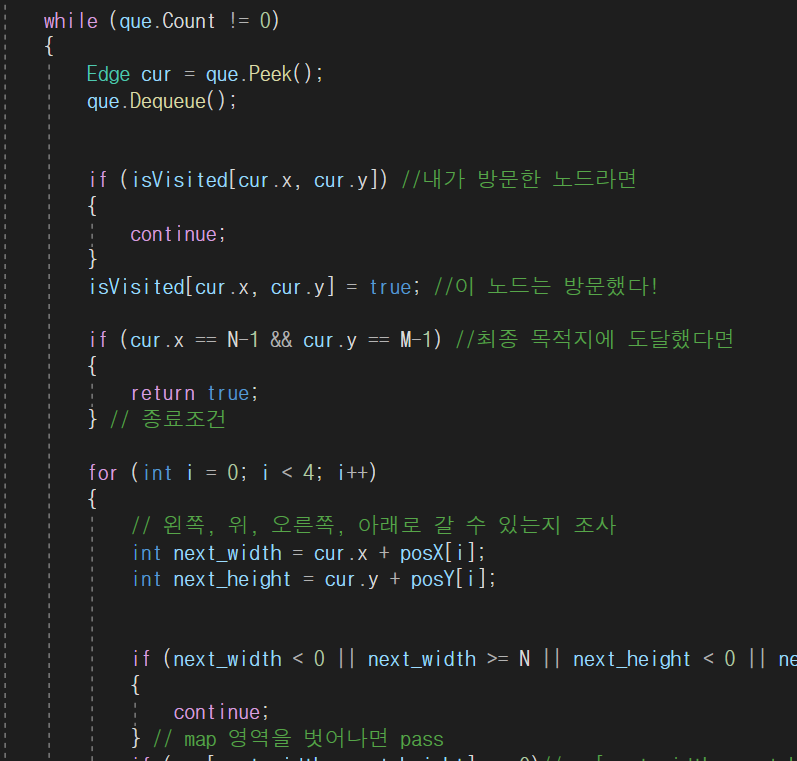 while (que.Count != 0)
{
Edge cur = que.Peek();
que.Dequeue();
if (isVisited[cur.x, cur.y]) //내가 방문한 노드라면
{
continue;
}
isVisited[cur.x, cur.y] = true; //이 노드는 방문했다!
if (cur.x == N-1 && cur.y == M-1) //최종 목적지에 도달했다면
{
return true;
} // 종료조건
for (int i = 0; i < 4; i++)
{
// 왼쪽, 위, 오른쪽, 아래로 갈 수 있는지 조사
int next_width = cur.x + posX[i];
int next_height = cur.y + posY[i];
if (next_width < 0 || next_width >= N || next_height < 0 ||
{
continue;
} // map 영역을 벗어나면 pass